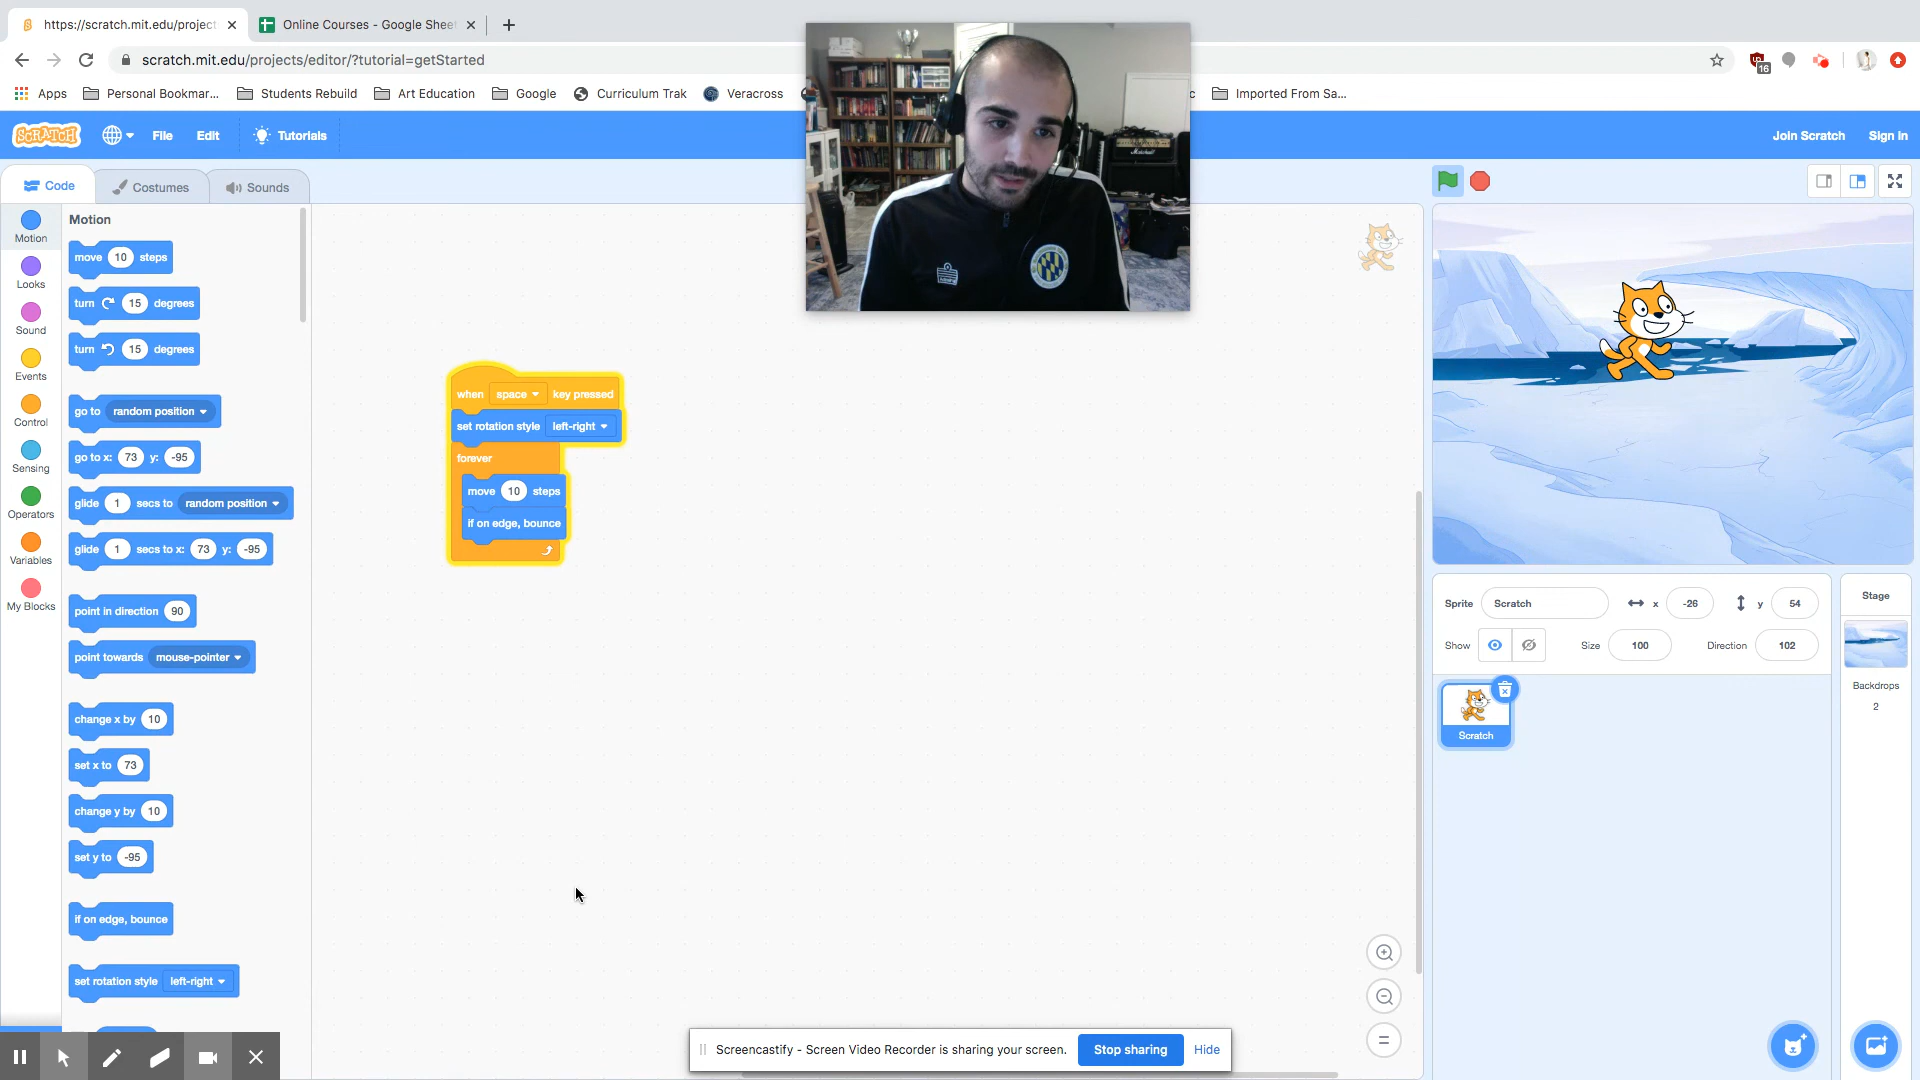 https://scratch.mit.edu/project
Online Courses - Google Sheet
scratch.mit.edu/projects/editor/?tutorial=getStarted
16
Apps
Personal Bookmar...
Students Rebuild
Art Education
Google
Curriculum Trak
Veracross
c
Imported From Sa...
SCRATCH
File
Edit
Tutorials
Join Scratch
Sign in
Code
Costumes
Sounds
Motion
Looks
Sound
Events
Control
Sensing
Operators
Variables
My Blocks
Motion
move 10 steps
turn 15 degrees
turn 15 degrees
go to random position
go to x: 73 y: -95
glide 1 secs to random position
glide 1 secs to x: 73 y: -95
point in direction 90
point towards mouse-pointer
change x by 10
set x to 73
change y by 10
set y to -95
if on edge, bounce
set rotation style left-right
when space key pressed
set rotation style left-right
forever
move 10 steps
if on edge, bounce
Sprite Scratch x -26 y 54
Show Size 100 Direction 102
Scratch
Stage
Backdrops
2
Screencastify - Screen Video Recorder is sharing your screen.
Stop sharing
Hide